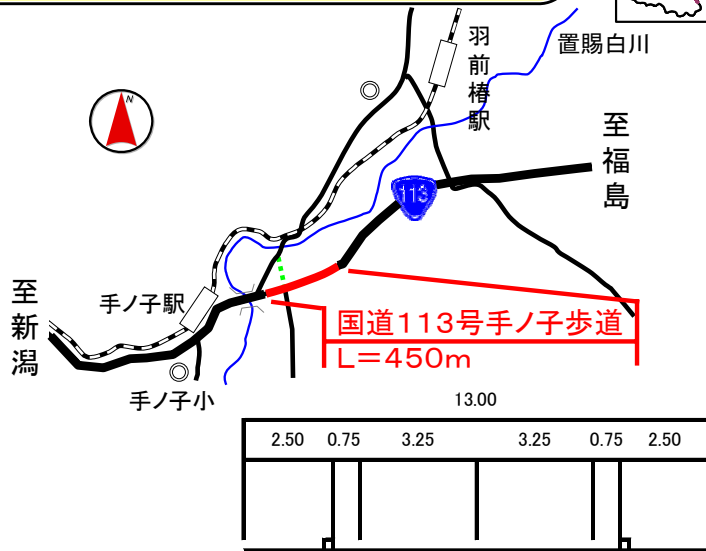 N
羽前椿駅
置賜白川
至福島
113
至新潟
手ノ子駅
国道113号手ノ子歩道
L=450m
手ノ子小
13.00
2.50 0.75 3.25 3.25 0.75 2.50